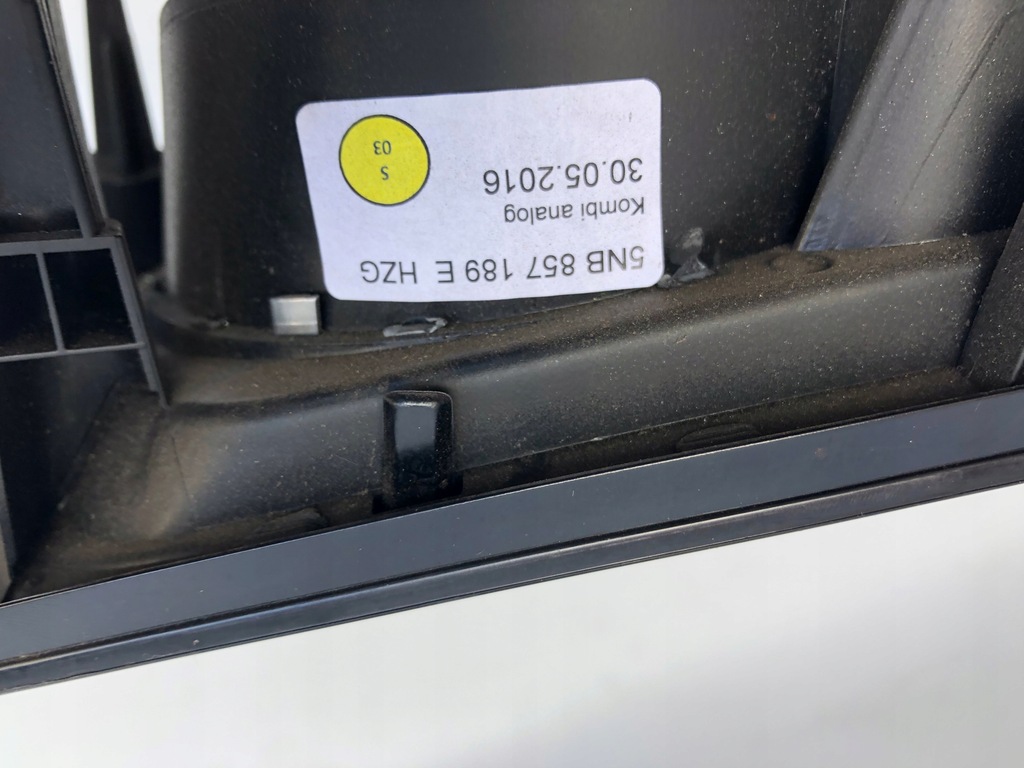 5NB 857 189 E HZG
Kombi analog
30.05.2016
S
03